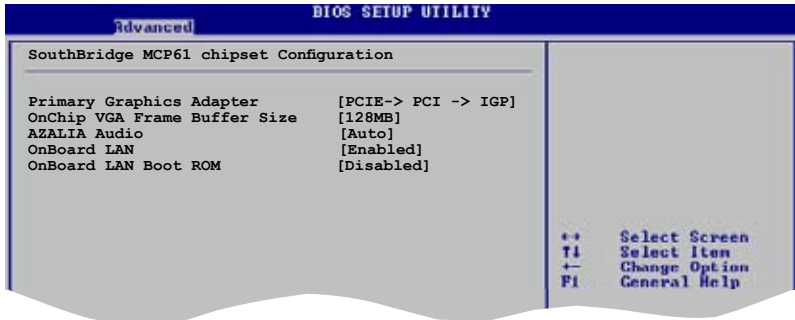 BIOS SETUP UTILITY
Advanced
SouthBridge MCP61 chipset Configuration
Primary Graphics Adapter [PCIE-> PCI -> IGP]
OnChip VGA Frame Buffer Size [128MB]
AZALIA Audio [Auto]
OnBoard LAN [Enabled]
OnBoard LAN Boot ROM [Disabled]
←→ Select Screen
↑↓ Select Item
+- Change Option
F1 General Help